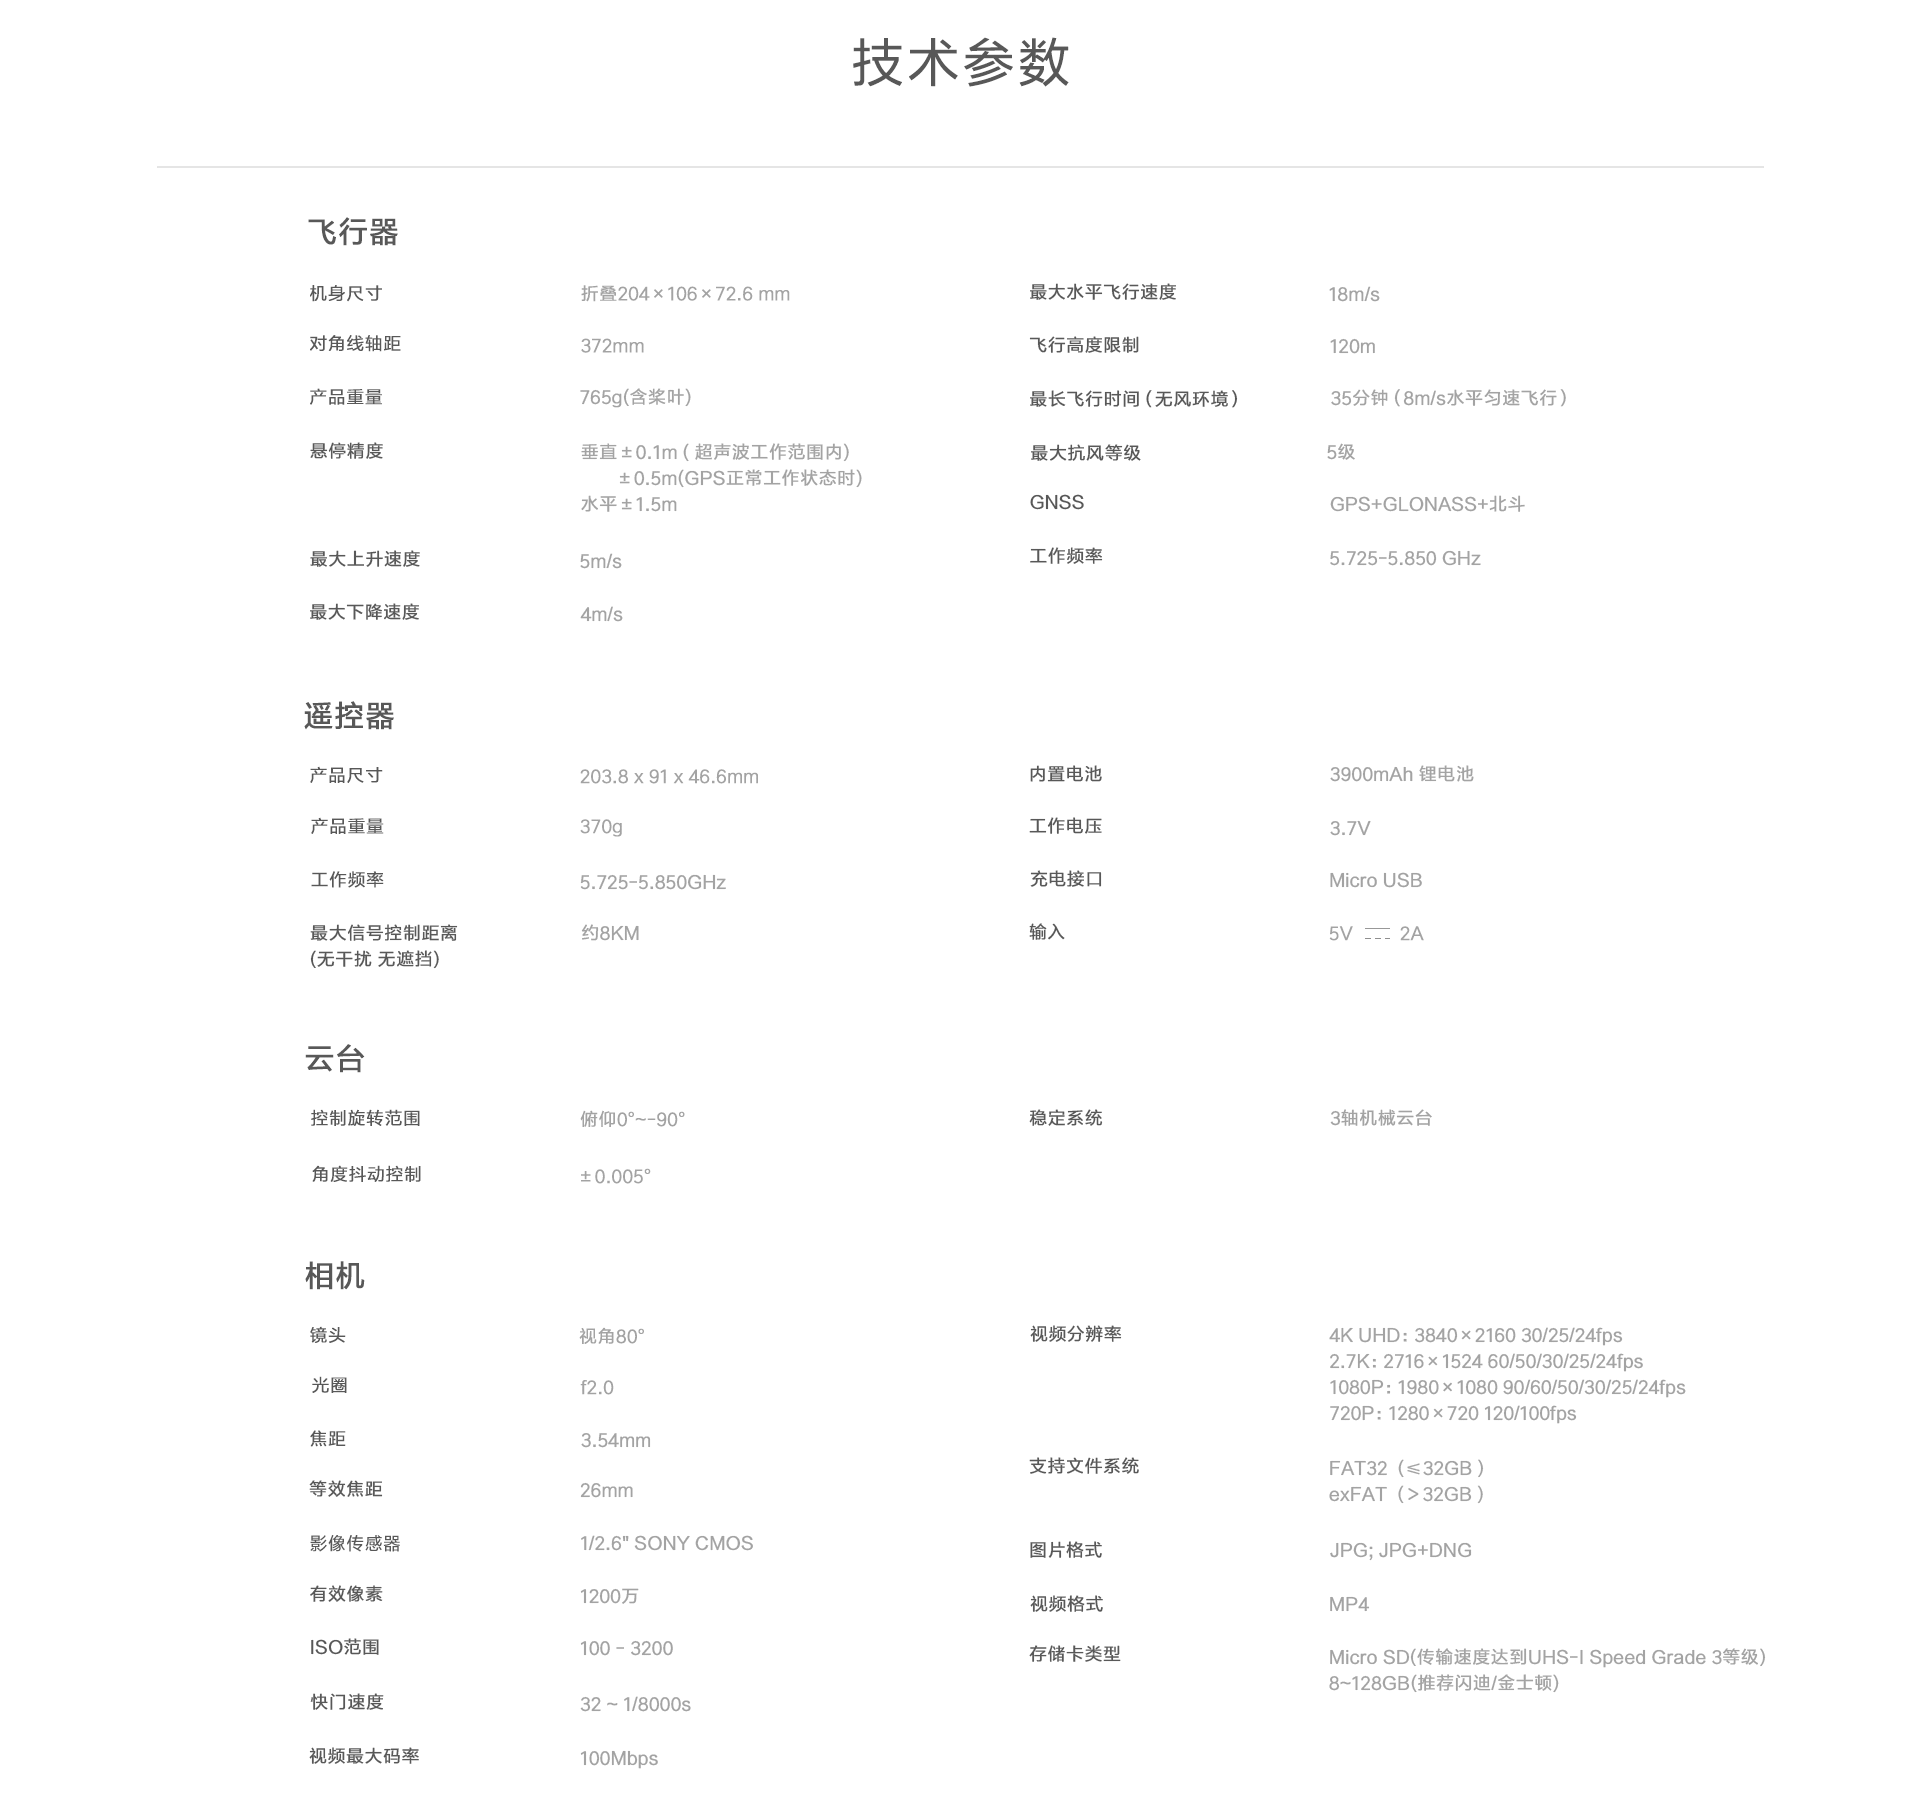 技术参数
飞行器
机身尺寸 折叠204×106×72.6 mm
对角线轴距 372mm
产品重量 765g(含桨叶)
悬停精度 垂直±0.1m ( 超声波工作范围内)
±0.5m(GPS正常工作状态时)
水平±1.5m
最大上升速度 5m/s
最大下降速度 4m/s
最大水平飞行速度 18m/s
飞行高度限制 120m
最长飞行时间 ( 无风环境 ) 35分钟 ( 8m/s水平匀速飞行 )
最大抗风等级 5级
GNSS GPS+GLONASS+北斗
工作频率 5.725-5.850 GHz
遥控器
产品尺寸 203.8 x 91 x 46.6mm
产品重量 370g
工作频率 5.725-5.850GHz
最大信号控制距离 约8KM
(无干扰 无遮挡)
内置电池 3900mAh 锂电池
工作电压 3.7V
充电接口 Micro USB
输入 5V ⎓ 2A
云台
控制旋转范围 俯仰0°~-90°
角度抖动控制 ±0.005°
稳定系统 3轴机械云台
相机
镜头 视角80°
光圈 f2.0
焦距 3.54mm
等效焦距 26mm
影像传感器 1/2.6" SONY CMOS
有效像素 1200万
ISO范围 100 - 3200
快门速度 32 ~ 1/8000s
视频最大码率 100Mbps
视频分辨率 4K UHD: 3840×2160 30/25/24fps
2.7K: 2716×1524 60/50/30/25/24fps
1080P: 1980×1080 90/60/50/30/25/24fps
720P: 1280×720 120/100fps
支持文件系统 FAT32 (≤32GB )
exFAT (>32GB )
图片格式 JPG; JPG+DNG
视频格式 MP4
存储卡类型 Micro SD(传输速度达到UHS-I Speed Grade 3等级)
8~128GB(推荐闪迪/金士顿)